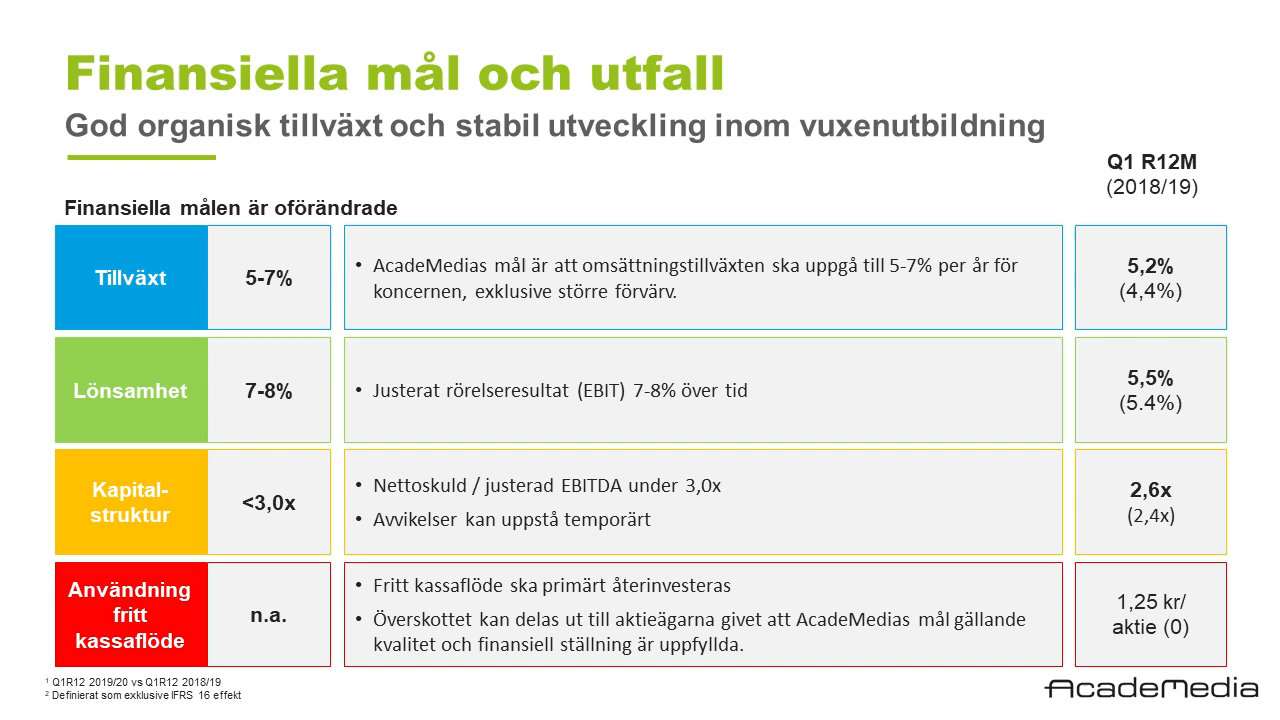 Finansiella mål och utfall
God organisk tillväxt och stabil utveckling inom vuxenutbildning
Q1 R12M
(2018/19)
Finansiella målen är oförändrade
Tillväxt
5-7%
• AcadeMedias mål är att omsättningstillväxten ska uppgå till 5-7% per år för
koncernen, exklusive större förvärv.
5,2%
(4,4%)
Lönsamhet
7-8%
• Justerat rörelseresultat (EBIT) 7-8% över tid
5,5%
(5.4%)
Kapital-
struktur
<3,0x
• Nettoskuld / justerad EBITDA under 3,0x
• Avvikelser kan uppstå temporärt
2,6x
(2,4x)
Användning
fritt
kassaflöde
n.a.
• Fritt kassaflöde ska primärt återinvesteras
• Överskottet kan delas ut till aktieägarna givet att AcadeMedias mål gällande
kvalitet och finansiell ställning är uppfyllda.
1,25 kr/
aktie (0)
¹ Q1R12 2019/20 vs Q1R12 2018/19
² Definierat som exklusive IFRS 16 effekt
AcadeMedia